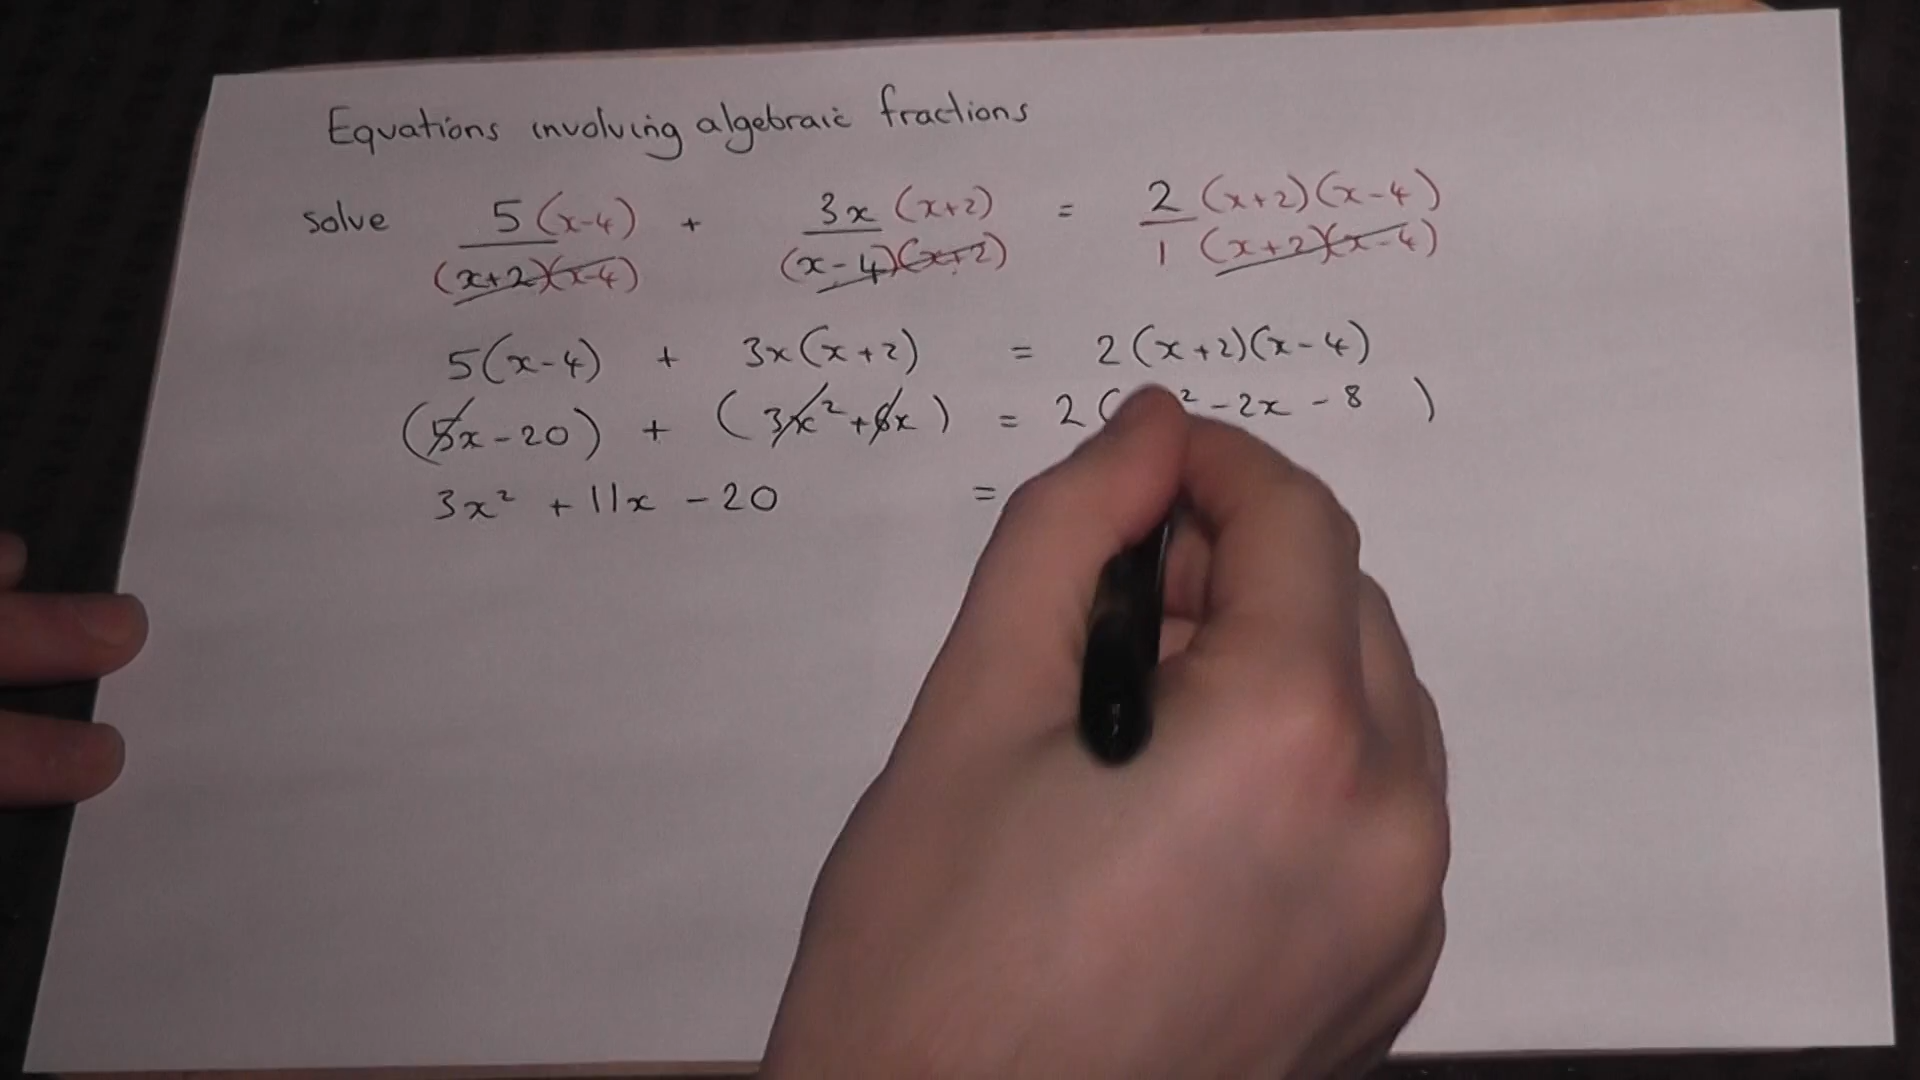 Equations involving algebraic fractions
solve 5(x-4) / (x+2)(x-4) + 3x(x+2) / (x-4)(x+2) = 2(x+2)(x-4) / 1(x+2)(x-4)
5(x-4) + 3x(x+2) = 2(x+2)(x-4)
(5x-20) + (3x²+6x) = 2( ² -2x -8 )
3x² + 11x - 20 =